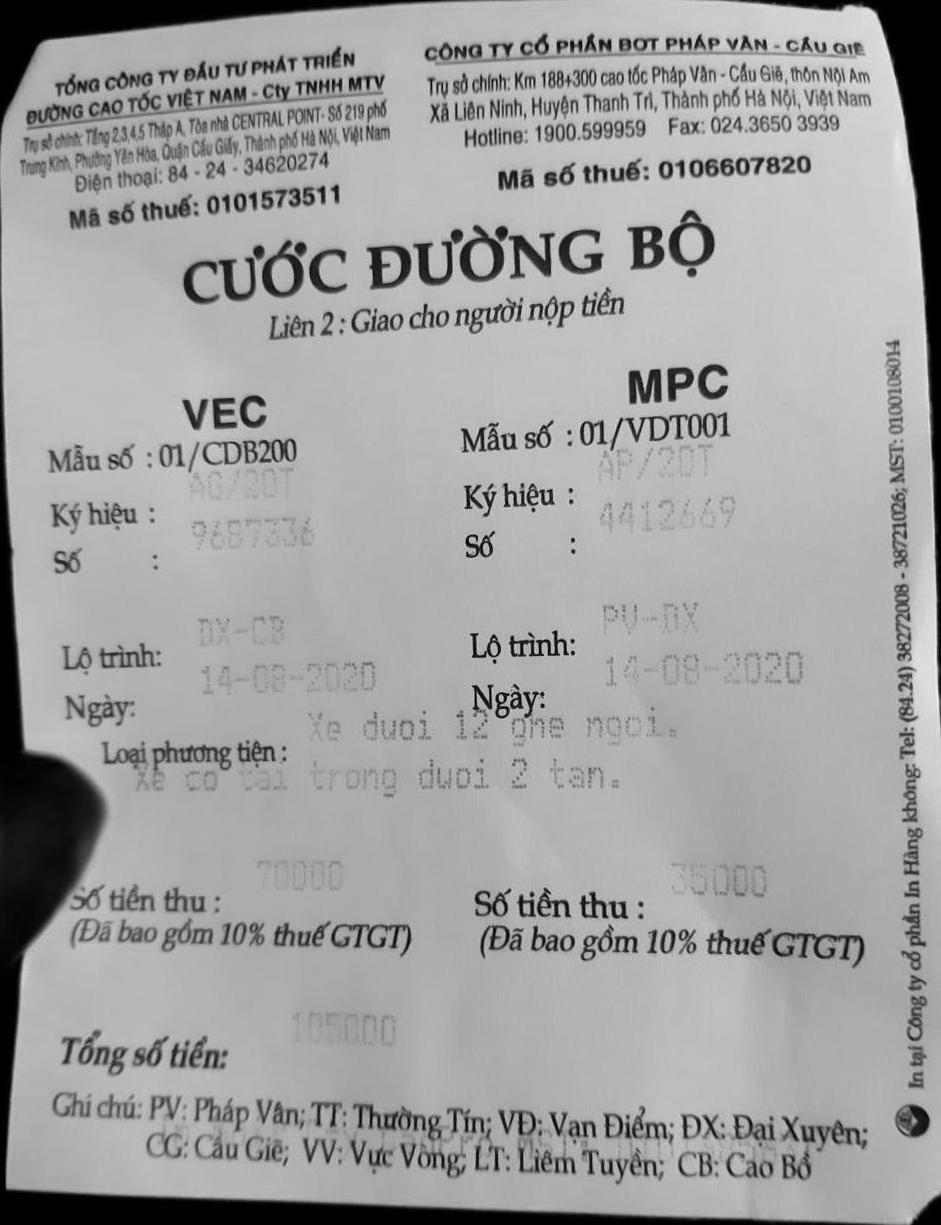 TỔNG CÔNG TY ĐẦU TƯ PHÁT TRIỂN
ĐƯỜNG CAO TỐC VIỆT NAM - Cty TNHH MTV
Trụ sở chính: Tầng 2,3,4,5 Tháp A, Tòa nhà CENTRAL POINT- Số 219 phố
Trung Kính, Phường Yên Hòa, Quận Cầu Giấy, Thành phố Hà Nội, Việt Nam
Điện thoại: 84 - 24 - 34620274
Mã số thuế: 0101573511
CÔNG TY CỔ PHẦN BOT PHÁP VÂN - CẦU GIẼ
Trụ sở chính: Km 188+300 cao tốc Pháp Vân - Cầu Giẽ, thôn Nội Am
Xã Liên Ninh, Huyện Thanh Trì, Thành phố Hà Nội, Việt Nam
Hotline: 1900.599959 Fax: 024.3650 3939
Mã số thuế: 0106607820
CƯỚC ĐƯỜNG BỘ
Liên 2 : Giao cho người nộp tiền
VEC
Mẫu số : 01/CDB200
Ký hiệu : AG/20T
Số : 9687336
Lộ trình: DX-CB
Ngày: 14-08-2020
MPC
Mẫu số : 01/VDT001
Ký hiệu : AP/20T
Số : 4412669
Lộ trình: PV-DX
Ngày: 14-08-2020
Loại phương tiện : Xe duoi 12 ghe ngoi.
Xe co tai trong duoi 2 tan.
Số tiền thu : 70000
(Đã bao gồm 10% thuế GTGT)
Số tiền thu : 35000
(Đã bao gồm 10% thuế GTGT)
Tổng số tiền: 105000
Ghi chú: PV: Pháp Vân; TT: Thường Tín; VĐ: Vạn Điểm; ĐX: Đại Xuyên;
CG: Cầu Giẽ; VV: Vực Vòng; LT: Liêm Tuyền; CB: Cao Bồ
In tại Công ty cổ phần In Hàng không: Tel: (84.24) 38272008 - 38721026; MST: 0100108014